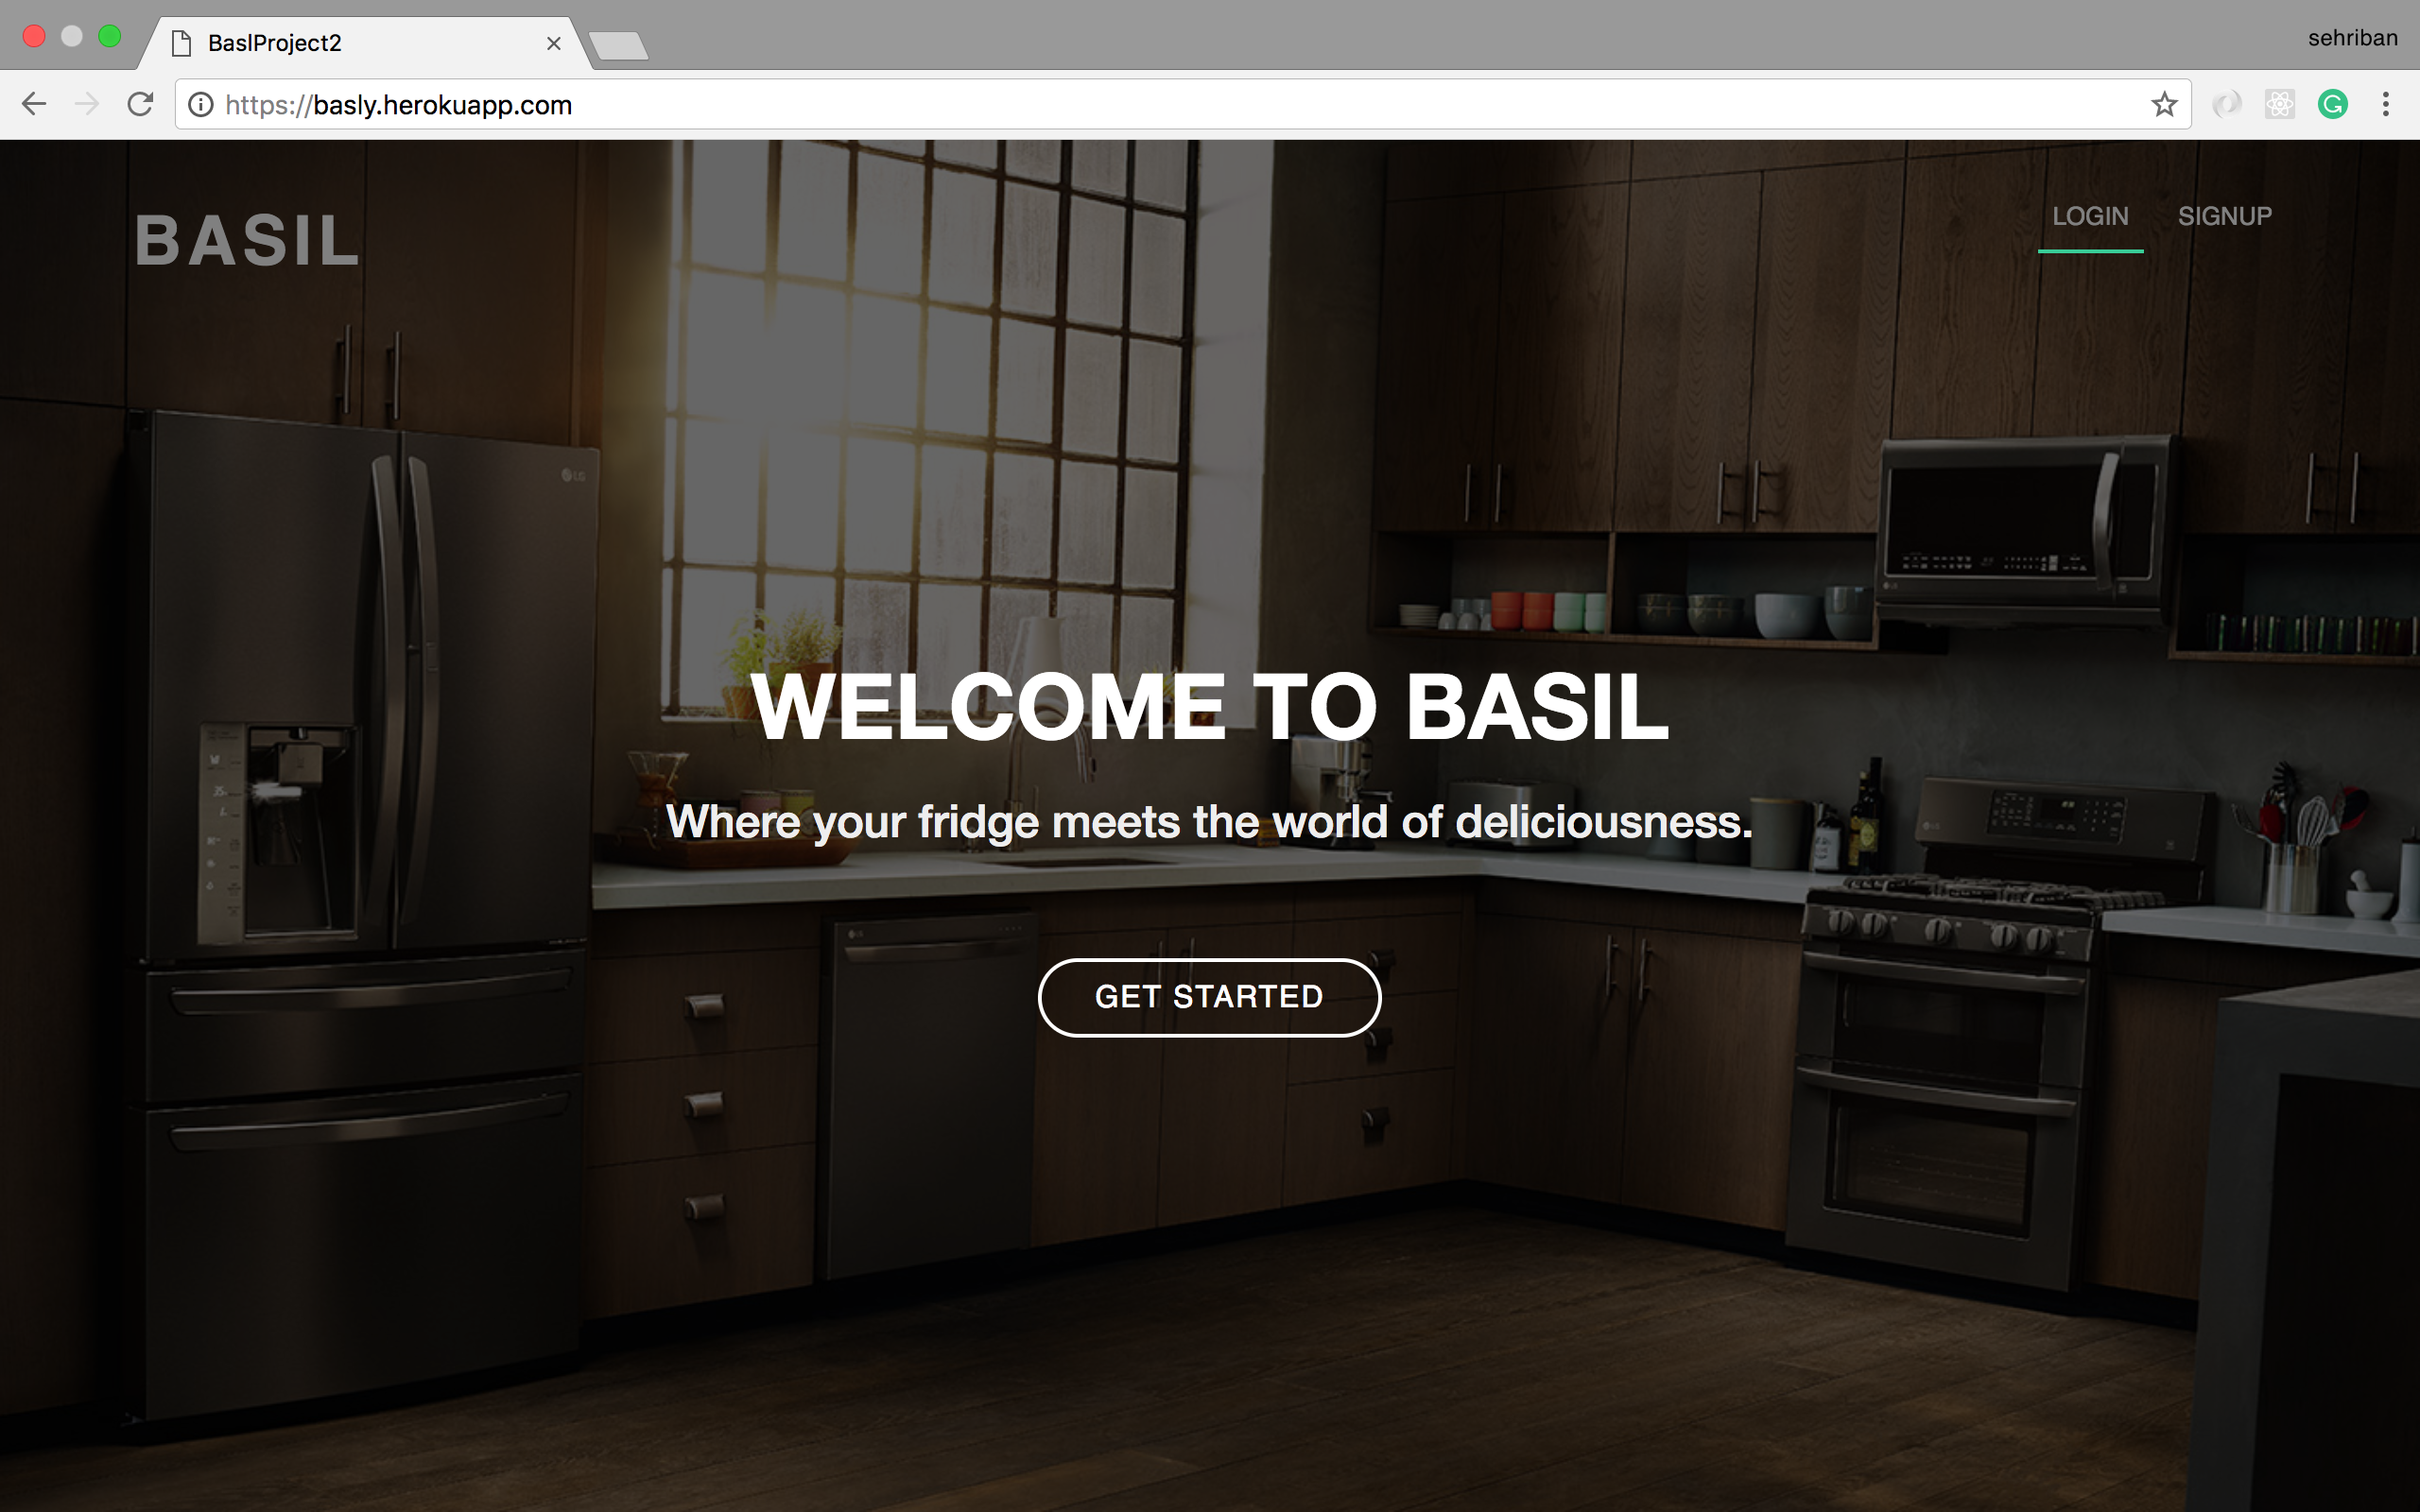 BaslProject2
sehriban
https://basly.herokuapp.com
BASIL
LOGIN SIGNUP
LG
WELCOME TO BASIL
Where your fridge meets the world of deliciousness.
GET STARTED